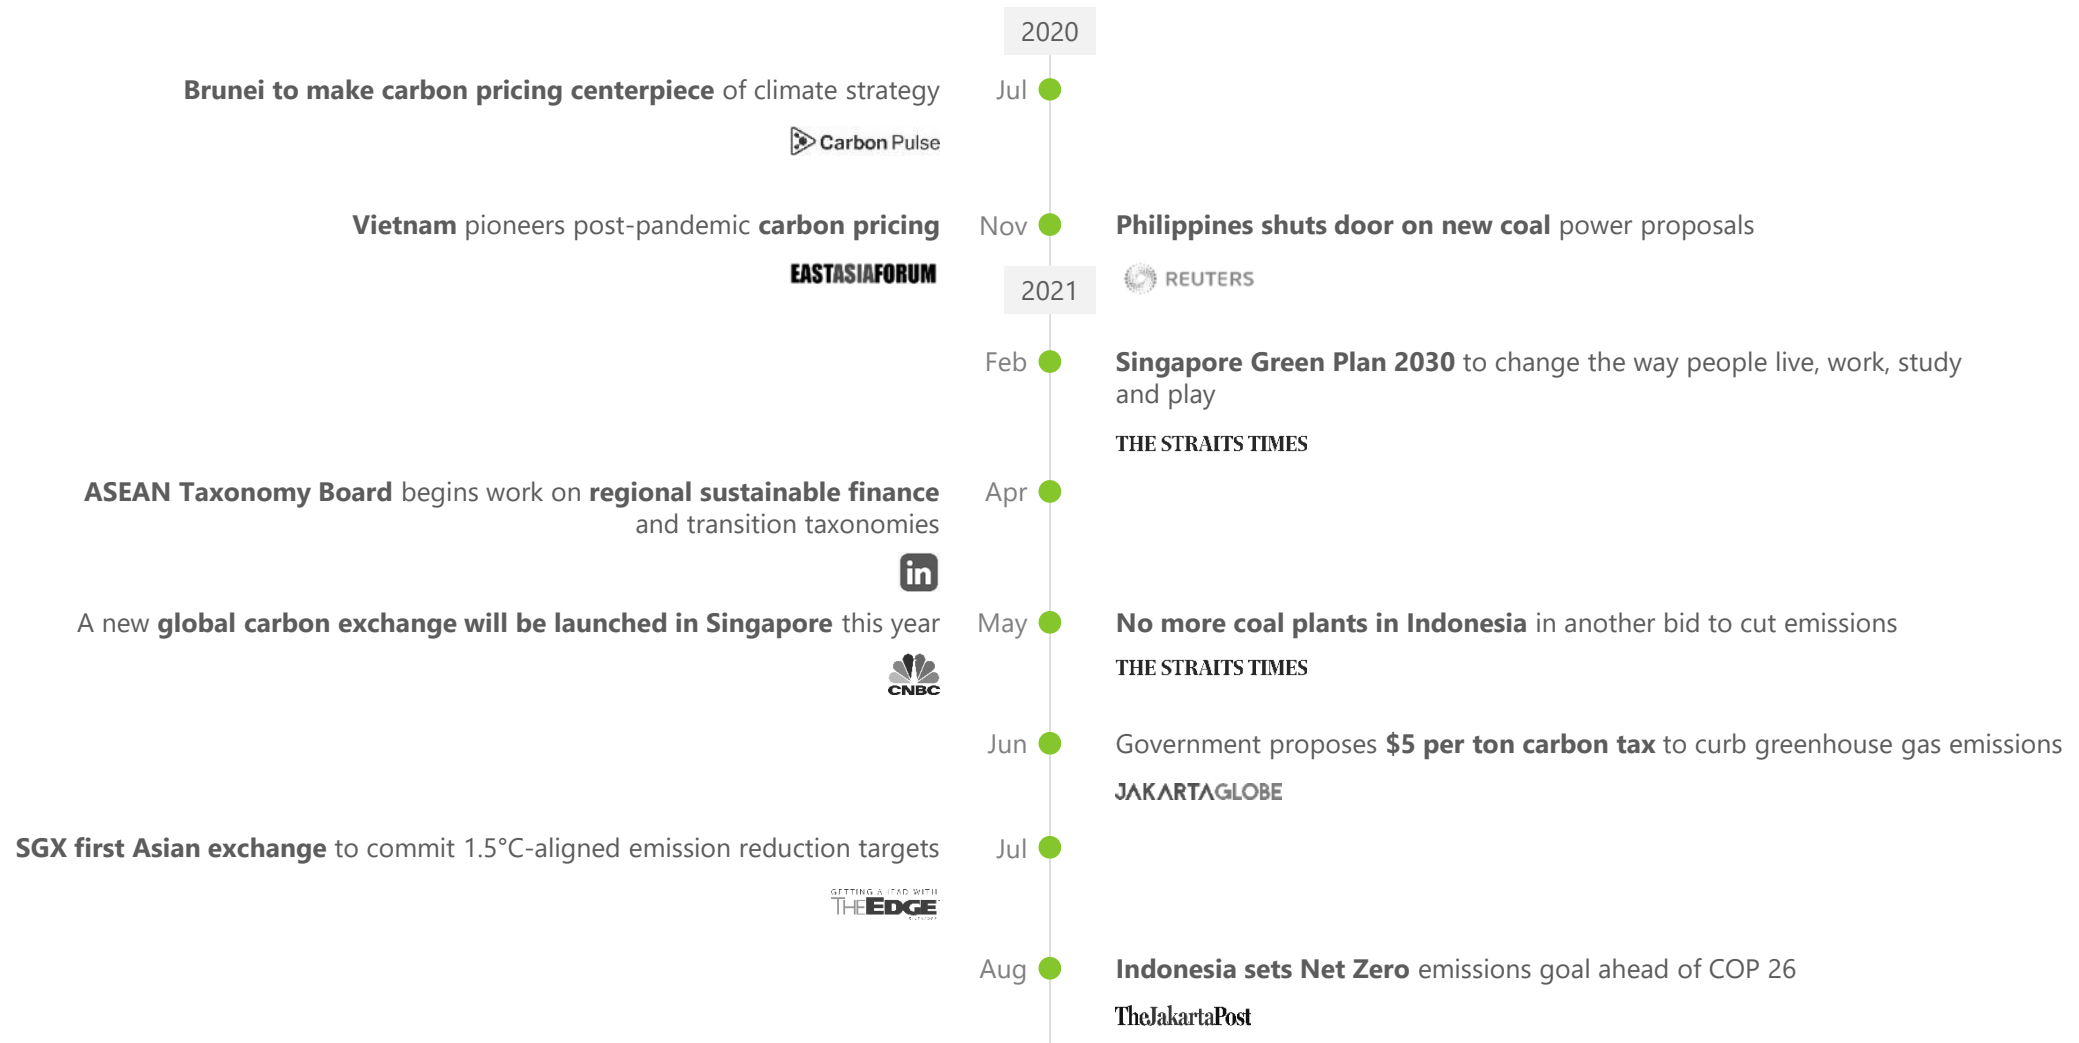 2020
Brunei to make carbon pricing centerpiece of climate strategy
Jul
Carbon Pulse
Vietnam pioneers post-pandemic carbon pricing
Nov
Philippines shuts door on new coal power proposals
EASTASIAFORUM
REUTERS
2021
Feb
Singapore Green Plan 2030 to change the way people live, work, study
and play
THE STRAITS TIMES
ASEAN Taxonomy Board begins work on regional sustainable finance
and transition taxonomies
Apr
in
A new global carbon exchange will be launched in Singapore this year
May
No more coal plants in Indonesia in another bid to cut emissions
CNBC
THE STRAITS TIMES
Jun
Government proposes $5 per ton carbon tax to curb greenhouse gas emissions
JAKARTAGLOBE
SGX first Asian exchange to commit 1.5°C-aligned emission reduction targets
Jul
GETTING AHEAD WITH
THEEDGE
Aug
Indonesia sets Net Zero emissions goal ahead of COP 26
TheJakartaPost